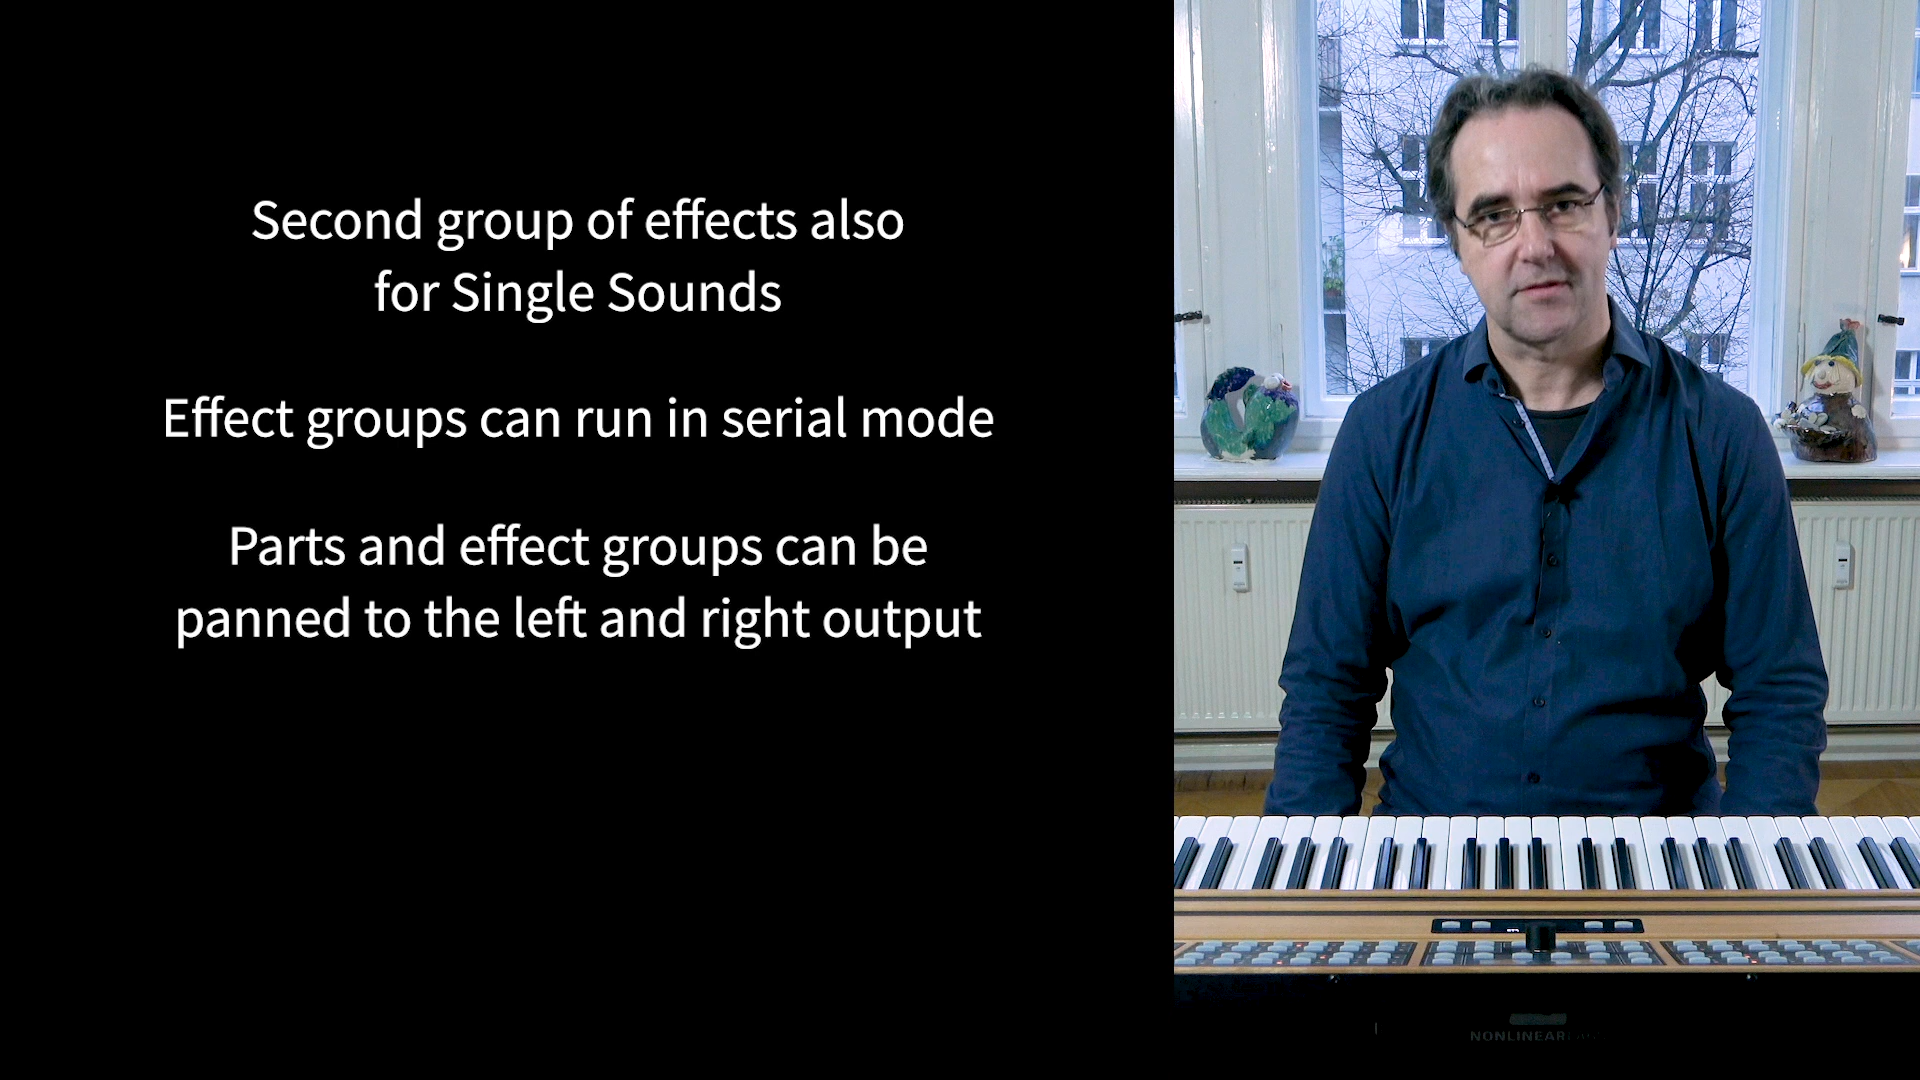 Second group of effects also
for Single Sounds
Effect groups can run in serial mode
Parts and effect groups can be
panned to the left and right output
NONLINEAR